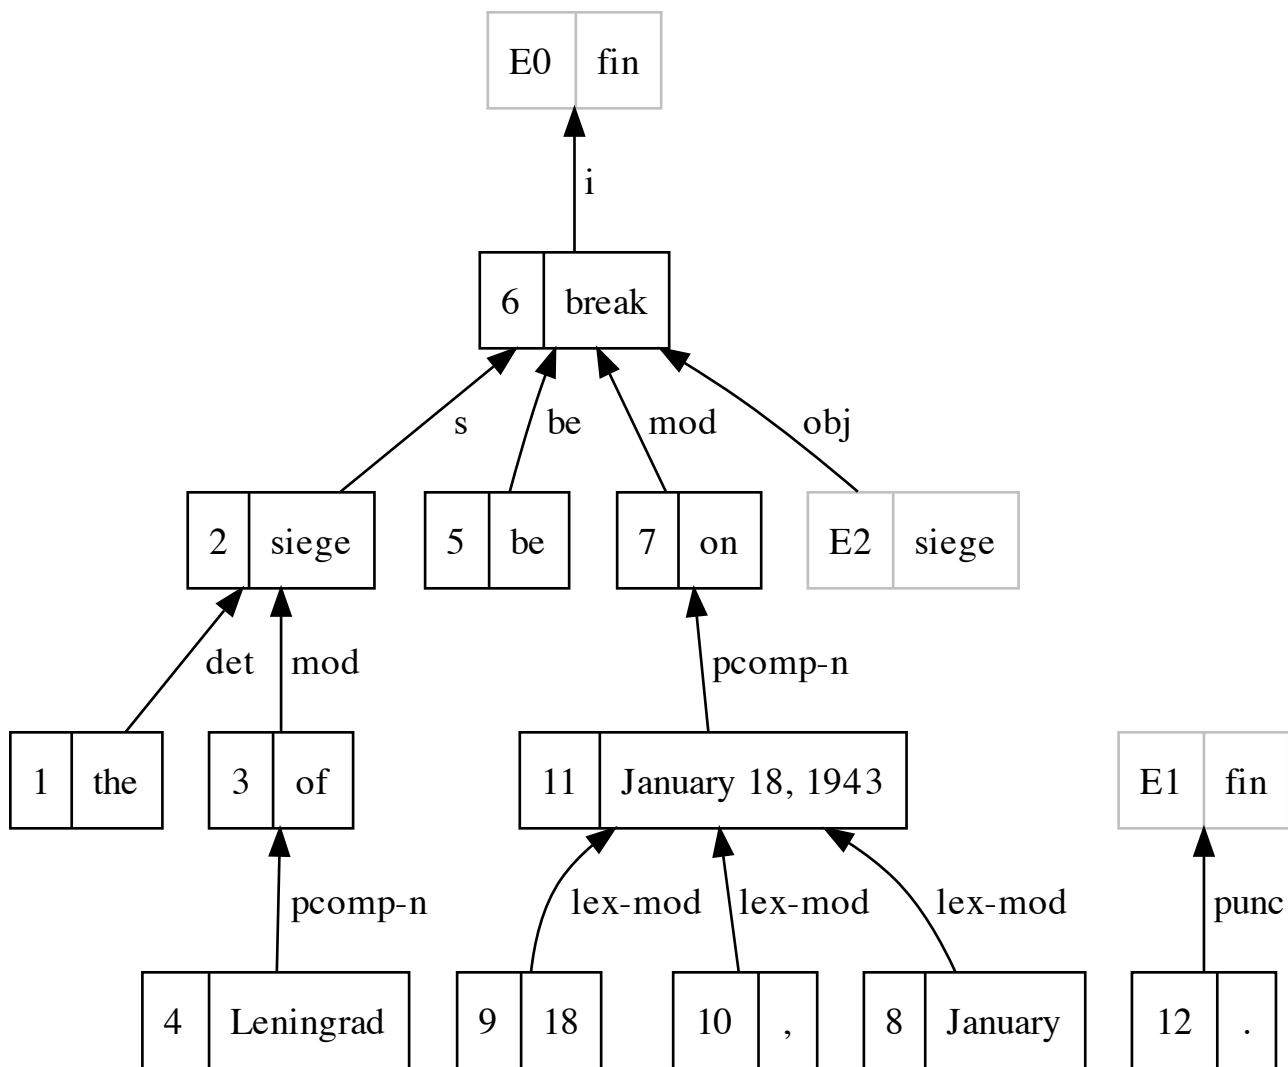 E0 fin
i
6 break
s be mod obj
2 siege 5 be 7 on E2 siege
det mod pcomp-n
1 the 3 of 11 January 18, 1943 E1 fin
pcomp-n lex-mod lex-mod lex-mod punc
4 Leningrad 9 18 10 , 8 January 12 .